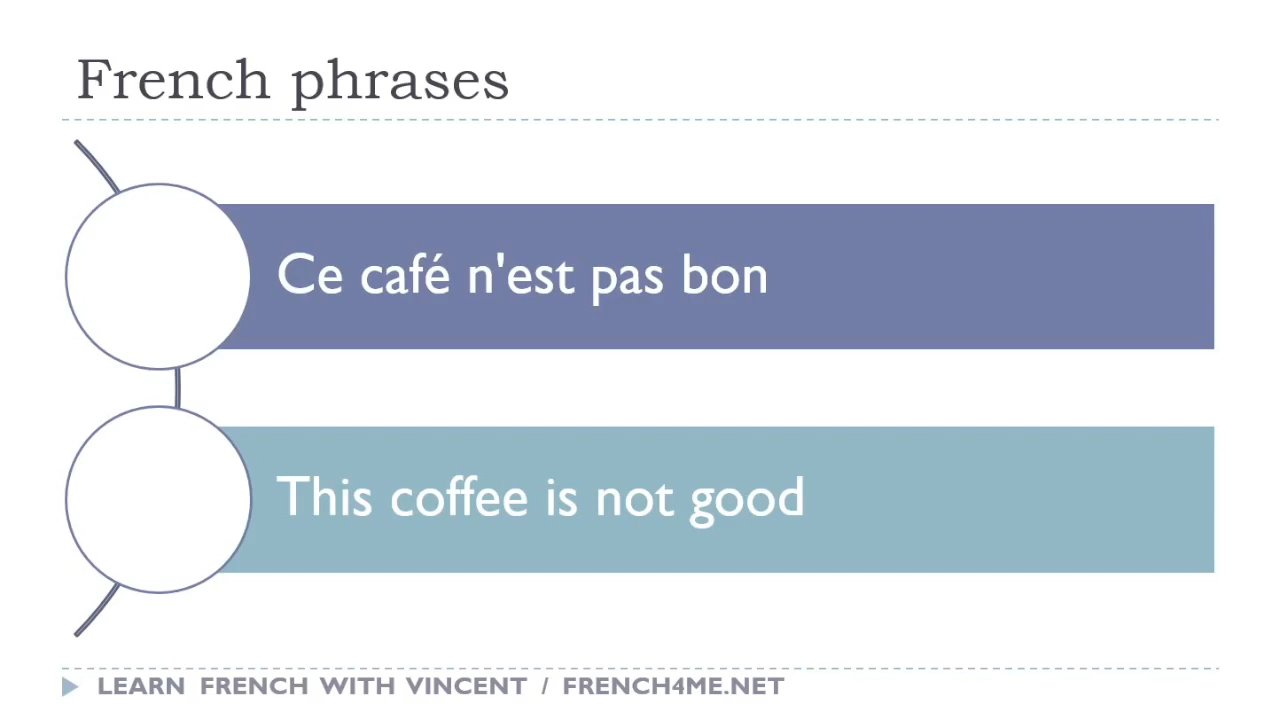 French phrases
Ce café n'est pas bon
This coffee is not good
LEARN FRENCH WITH VINCENT / FRENCH4ME.NET